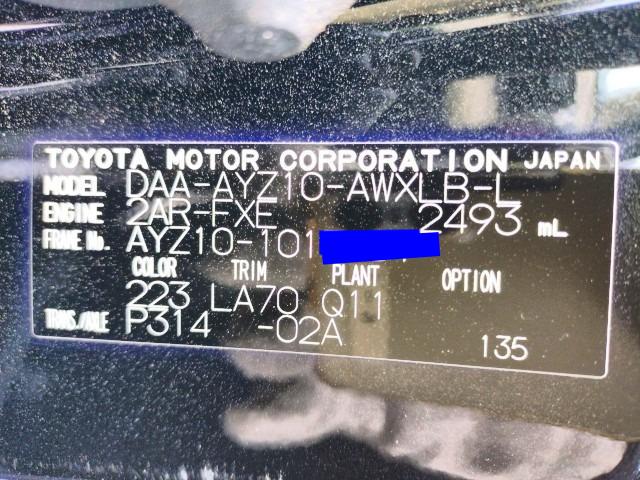 TOYOTA MOTOR CORPORATION JAPAN
MODEL DAA-AYZ10-AWXLB-L
ENGINE 2AR-FXE 2493 mL
FRAME No. AYZ10-101
COLOR TRIM PLANT OPTION
223 LA70 Q11
TRANS./AXLE P314 -02A 135